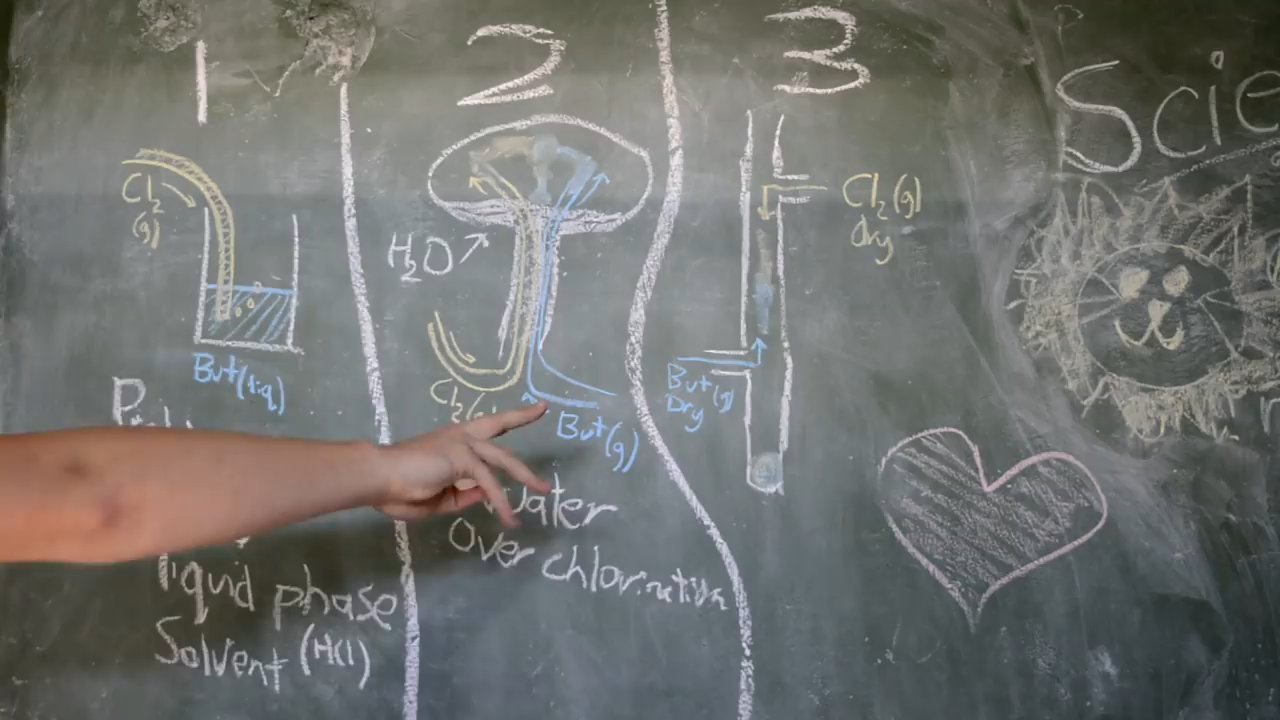 1
Cl₂
(g)
But(liq)
liquid phase
Solvent (HCl)
2
H₂O
Cl₂(g)
But(g)
water
Over chlorination
3
Cl₂(g)
dry
But(g)
Dry
Scie